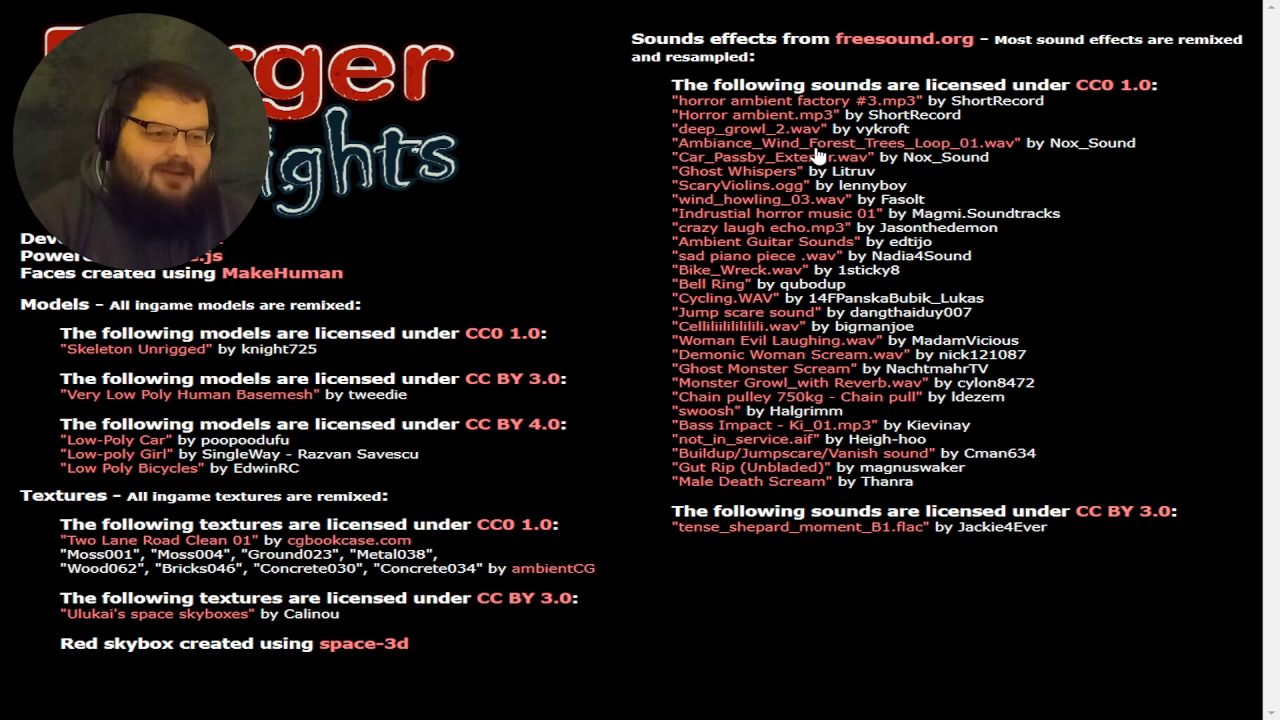 rger
ights
Faces created using MakeHuman
Models - All ingame models are remixed:
The following models are licensed under CC0 1.0:
"Skeleton Unrigged" by knight725
The following models are licensed under CC BY 3.0:
"Very Low Poly Human Basemesh" by tweedie
The following models are licensed under CC BY 4.0:
"Low-Poly Car" by poopoodufu
"Low-poly Girl" by SingleWay - Razvan Savescu
"Low Poly Bicycles" by EdwinRC
Textures - All ingame textures are remixed:
The following textures are licensed under CC0 1.0:
"Two Lane Road Clean 01" by cgbookcase.com
"Moss001", "Moss004", "Ground023", "Metal038",
"Wood062", "Bricks046", "Concrete030", "Concrete034" by ambientCG
The following textures are licensed under CC BY 3.0:
"Ulukai's space skyboxes" by Calinou
Red skybox created using space-3d
Sounds effects from freesound.org - Most sound effects are remixed
and resampled:
The following sounds are licensed under CC0 1.0:
"horror ambient factory #3.mp3" by ShortRecord
"Horror ambient.mp3" by ShortRecord
"deep_growl_2.wav" by vykroft
"Ambiance_Wind_Forest_Trees_Loop_01.wav" by Nox_Sound
"Car_Passby_Exterior.wav" by Nox_Sound
"Ghost Whispers" by Litruv
"ScaryViolins.ogg" by lennyboy
"wind_howling_03.wav" by Fasolt
"Indrustial horror music 01" by Magmi.Soundtracks
"crazy laugh echo.mp3" by Jasonthedemon
"Ambient Guitar Sounds" by edtijo
"sad piano piece .wav" by Nadia4Sound
"Bike_Wreck.wav" by 1sticky8
"Bell Ring" by qubodup
"Cycling.WAV" by 14FPanskaBubik_Lukas
"Jump scare sound" by dangthaiduy007
"Celliliililililili.wav" by bigmanjoe
"Woman Evil Laughing.wav" by MadamVicious
"Demonic Woman Scream.wav" by nick121087
"Ghost Monster Scream" by NachtmahrTV
"Monster Growl_with Reverb.wav" by cylon8472
"Chain pulley 750kg - Chain pull" by ldezem
"swoosh" by Halgrimm
"Bass Impact - Ki_01.mp3" by Kievinay
"not_in_service.aif" by Heigh-hoo
"Buildup/Jumpscare/Vanish sound" by Cman634
"Gut Rip (Unbladed)" by magnuswaker
"Male Death Scream" by Thanra
The following sounds are licensed under CC BY 3.0:
"tense_shepard_moment_B1.flac" by Jackie4Ever